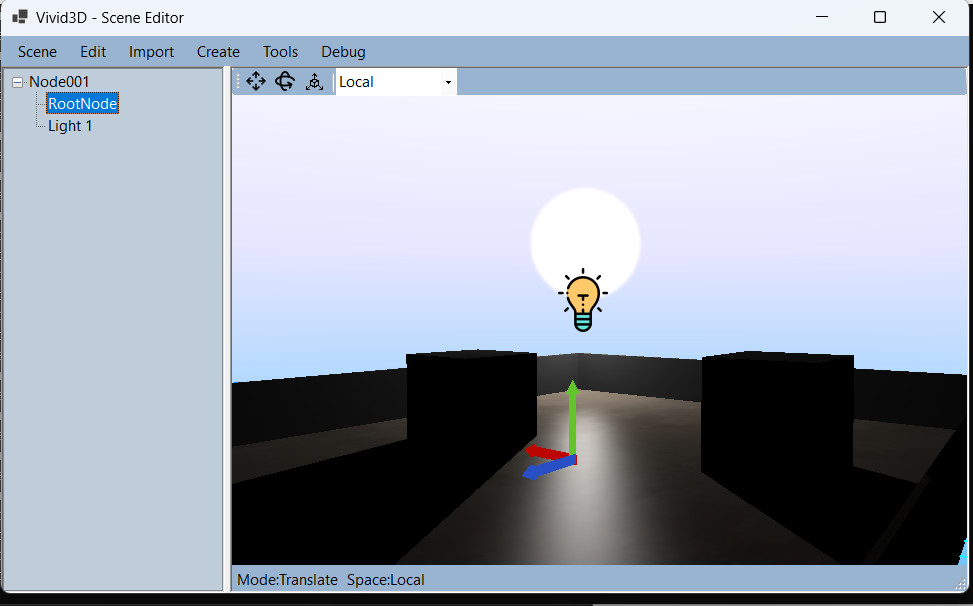 Vivid3D - Scene Editor
Scene Edit Import Create Tools Debug
Node001
RootNode
Light 1
Local
Mode:Translate Space:Local